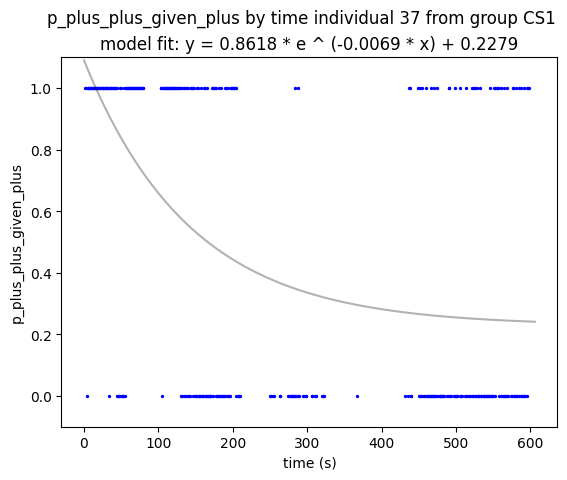 p_plus_plus_given_plus by time individual 37 from group CS1
model fit: y = 0.8618 * e ^ (-0.0069 * x) + 0.2279
p_plus_plus_given_plus
1.0
0.8
0.6
0.4
0.2
0.0
0 100 200 300 400 500 600
time (s)